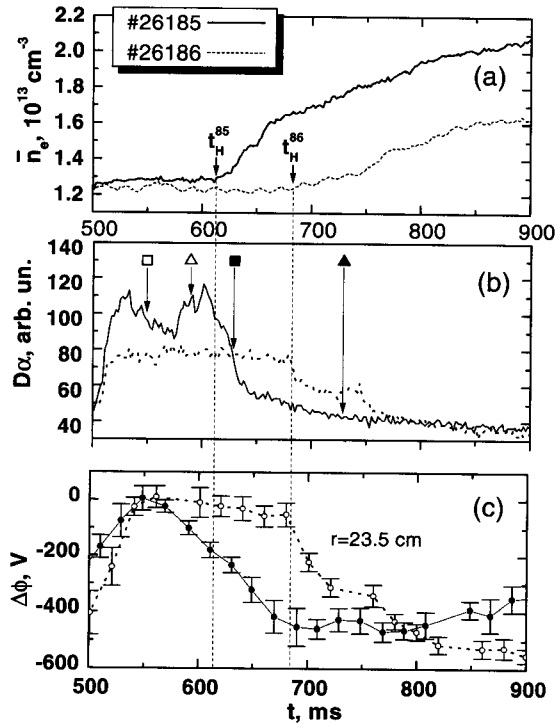 #26185
#26186
(a)
2.2
2.0
1.8
1.6
1.4
1.2
n̄e, 10^13 cm^-3
t_H^85
t_H^86
500 600 700 800 900
(b)
140
120
100
80
60
40
Dα, arb. un.
(c)
0
-200
-400
-600
Δϕ, V
r=23.5 cm
500 600 700 800 900
t, ms